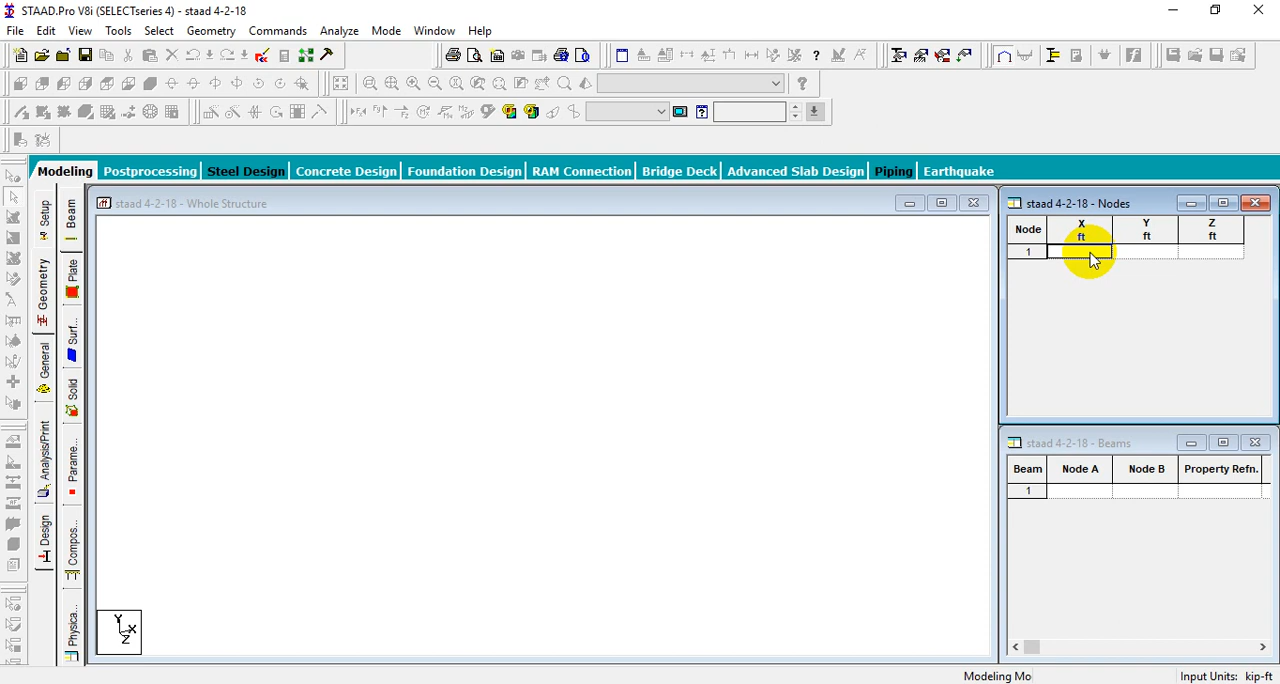 STAAD.Pro V8i (SELECTseries 4) - staad 4-2-18
File Edit View Tools Select Geometry Commands Analyze Mode Window Help
Modeling Postprocessing Steel Design Concrete Design Foundation Design RAM Connection Bridge Deck Advanced Slab Design Piping Earthquake
Setup
Geometry
General
Analysis/Print
Design
Beam
Plate
Surf...
Solid
Parame...
Compos...
Physica...
staad 4-2-18 - Whole Structure
Y
X
Z
staad 4-2-18 - Nodes
Node X ft Y ft Z ft
1
staad 4-2-18 - Beams
Beam Node A Node B Property Refn.
1
Modeling Mo Input Units: kip-ft